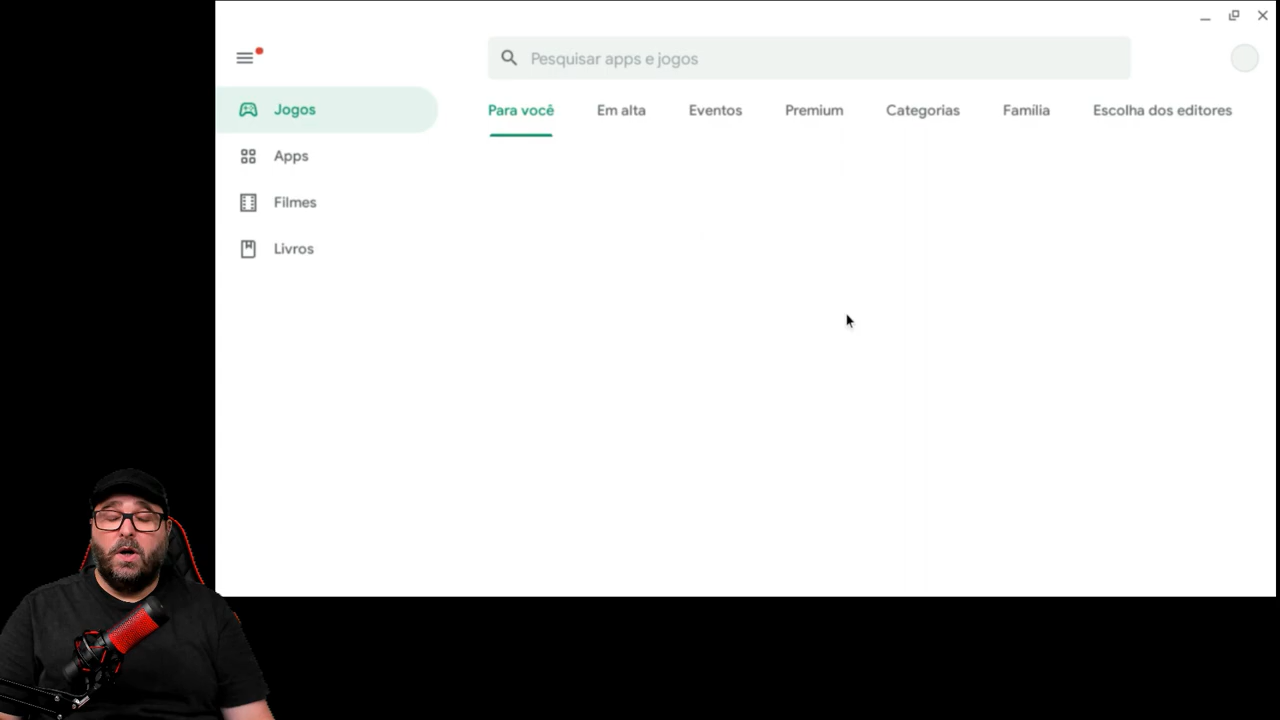 Pesquisar apps e jogos
Jogos
Apps
Filmes
Livros
Para você
Em alta
Eventos
Premium
Categorias
Família
Escolha dos editores